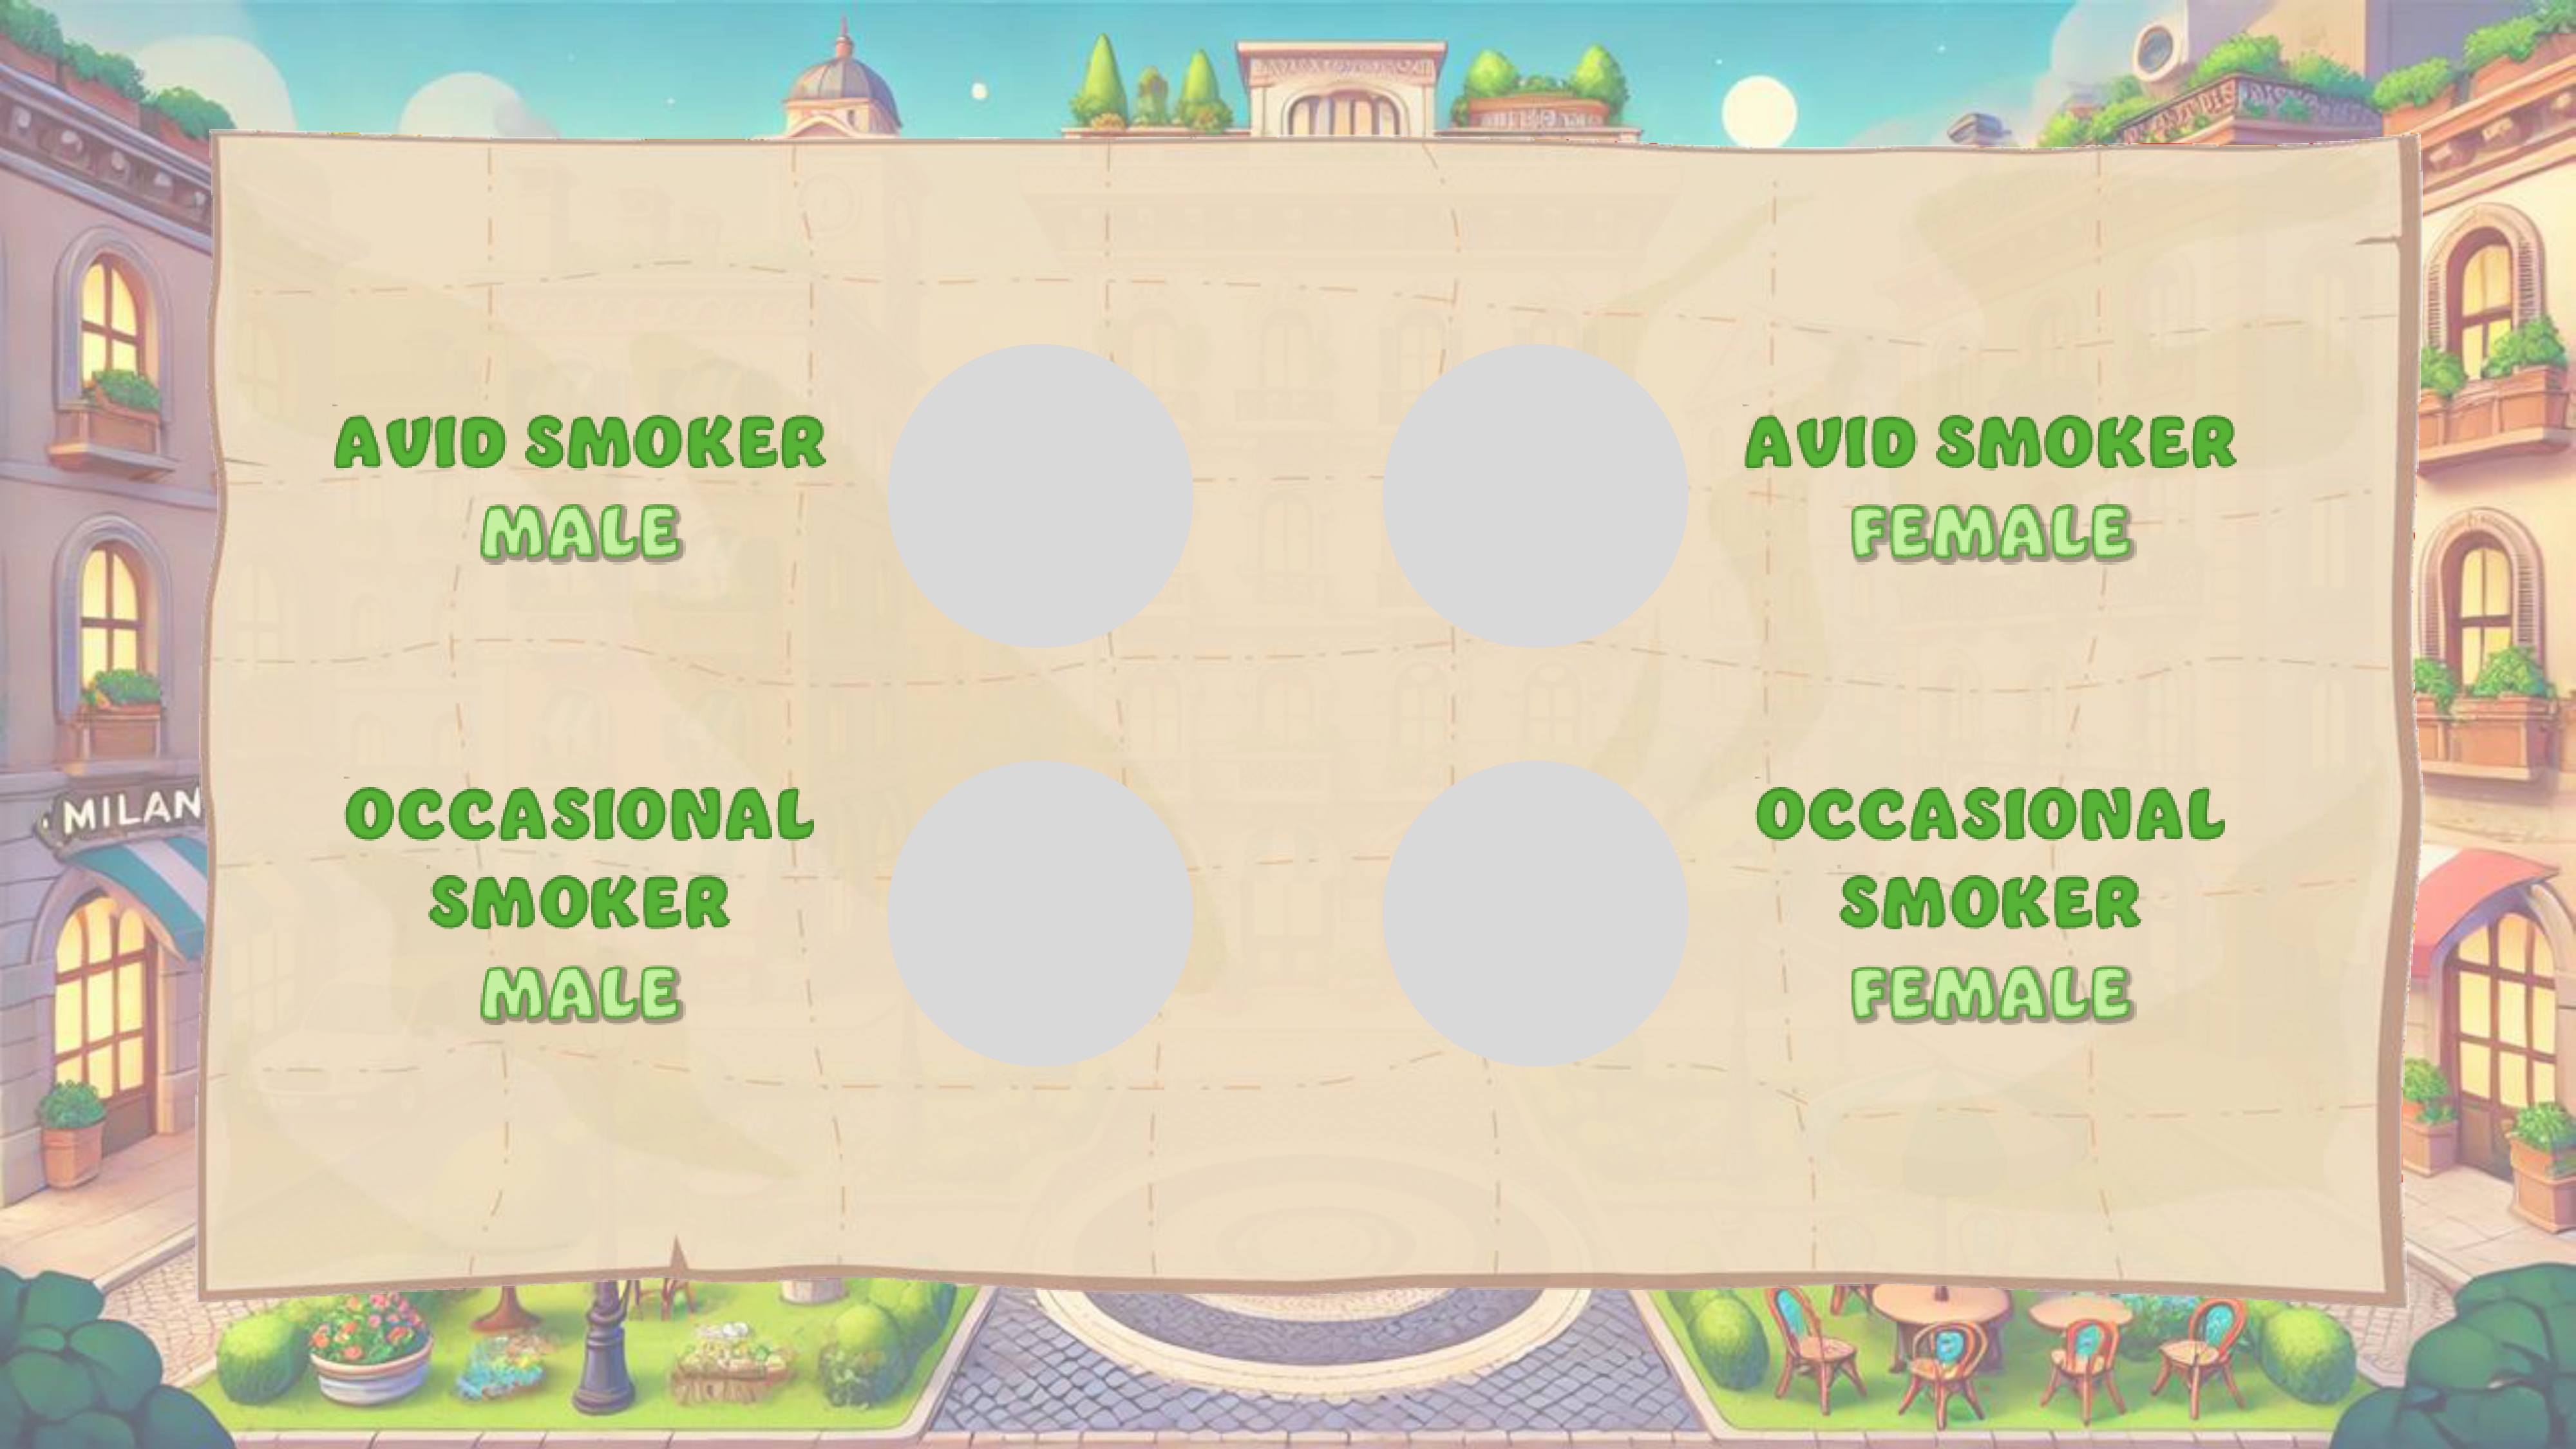 AVID SMOKER
MALE
AVID SMOKER
FEMALE
OCCASIONAL
SMOKER
MALE
OCCASIONAL
SMOKER
FEMALE
MILAN